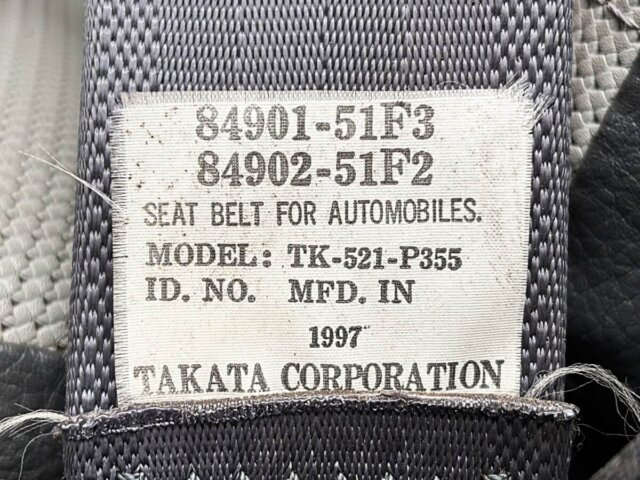 84901-51F3
84902-51F2
SEAT BELT FOR AUTOMOBILES.
MODEL: TK-521-P355
ID. NO. MFD. IN
1997
TAKATA CORPORATION